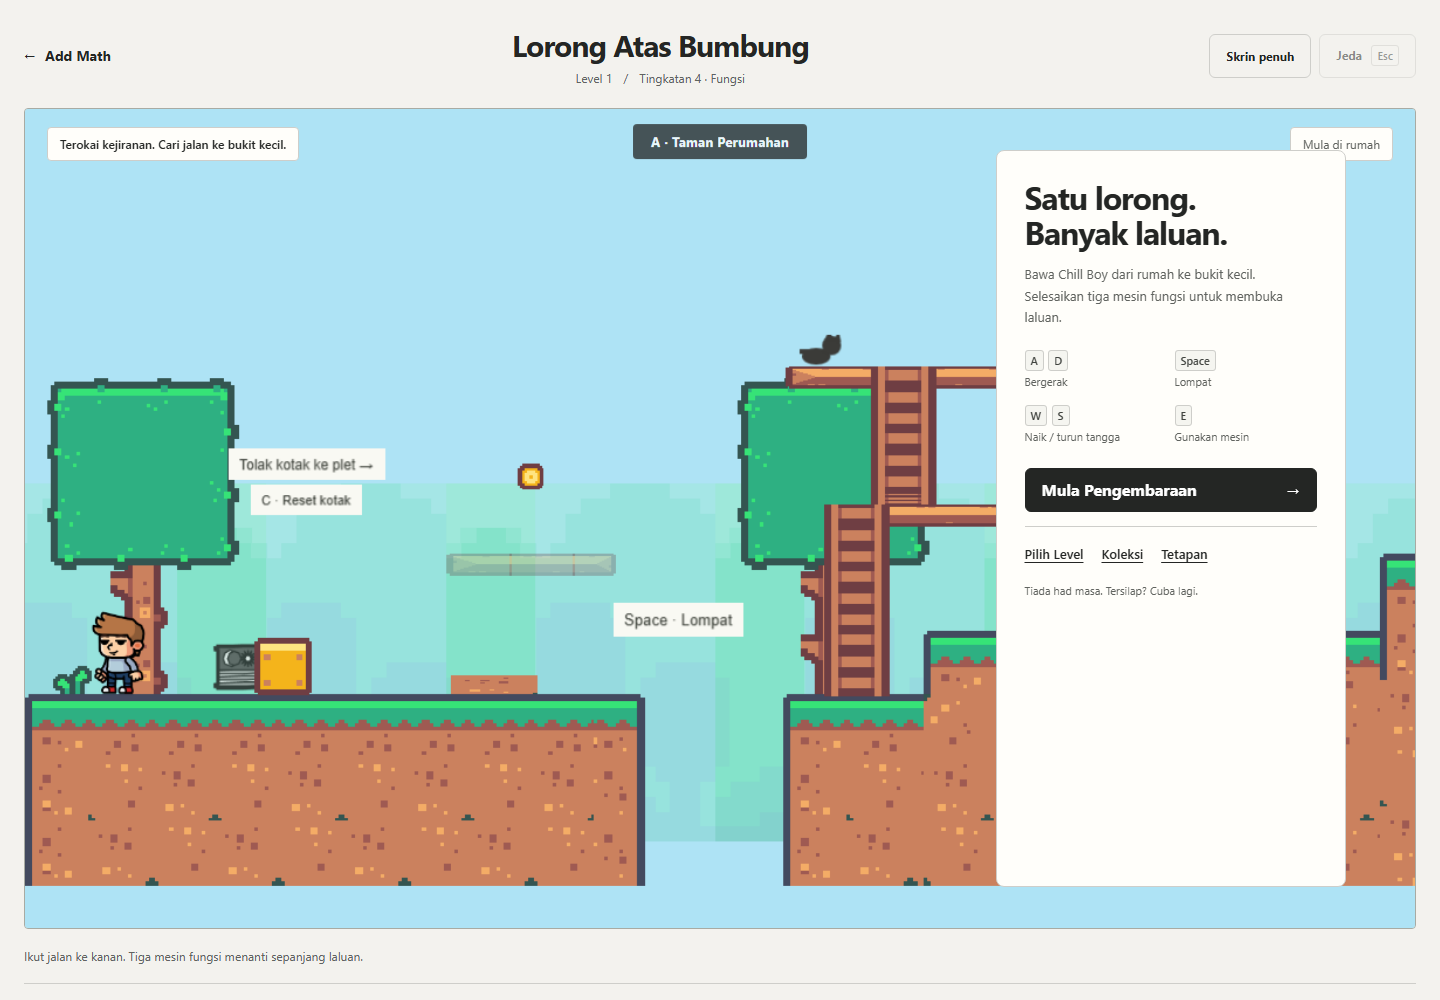 ← Add Math
Lorong Atas Bumbung
Level 1 / Tingkatan 4 · Fungsi
Skrin penuh
Jeda Esc
Terokai kejiranan. Cari jalan ke bukit kecil.
A · Taman Perumahan
Mula di rumah
Satu lorong.
Banyak laluan.
Bawa Chill Boy dari rumah ke bukit kecil.
Selesaikan tiga mesin fungsi untuk membuka
laluan.
A D
Bergerak
Space
Lompat
W S
Naik / turun tangga
E
Gunakan mesin
Mula Pengembaraan →
Pilih Level Koleksi Tetapan
Tiada had masa. Tersilap? Cuba lagi.
Tolak kotak ke plet →
C · Reset kotak
Space · Lompat
Ikut jalan ke kanan. Tiga mesin fungsi menanti sepanjang laluan.